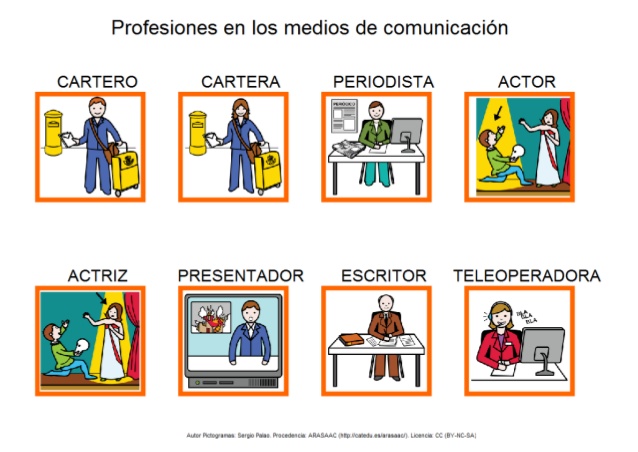 Profesiones en los medios de comunicación
CARTERO CARTERA PERIODISTA ACTOR
PERIÓDICO
ACTRIZ PRESENTADOR ESCRITOR TELEOPERADORA
BLA
BLA
BLA
Autor Pictogramas: Sergio Palao. Procedencia: ARASAAC (http://catedu.es/arasaac/). Licencia: CC (BY-NC-SA)